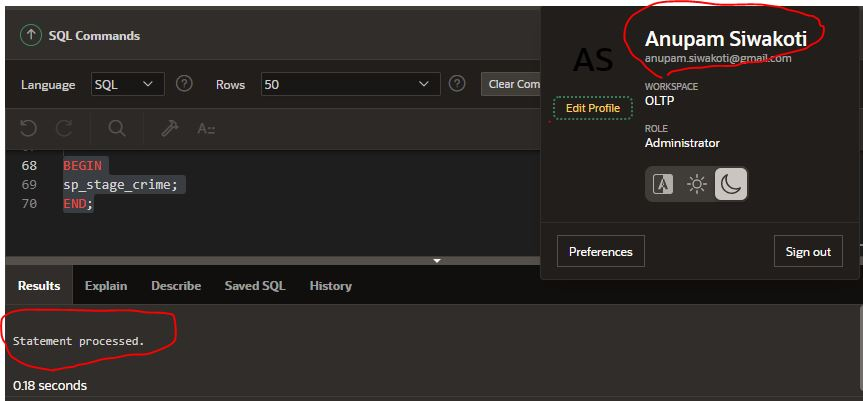 SQL Commands
Language SQL Rows 50 Clear Com
A
68 BEGIN
69 sp_stage_crime;
70 END;
Results Explain Describe Saved SQL History
Statement processed.
0.18 seconds
AS
Anupam Siwakoti
anupam.siwakoti@gmail.com
Edit Profile
WORKSPACE
OLTP
ROLE
Administrator
A
Preferences Sign out